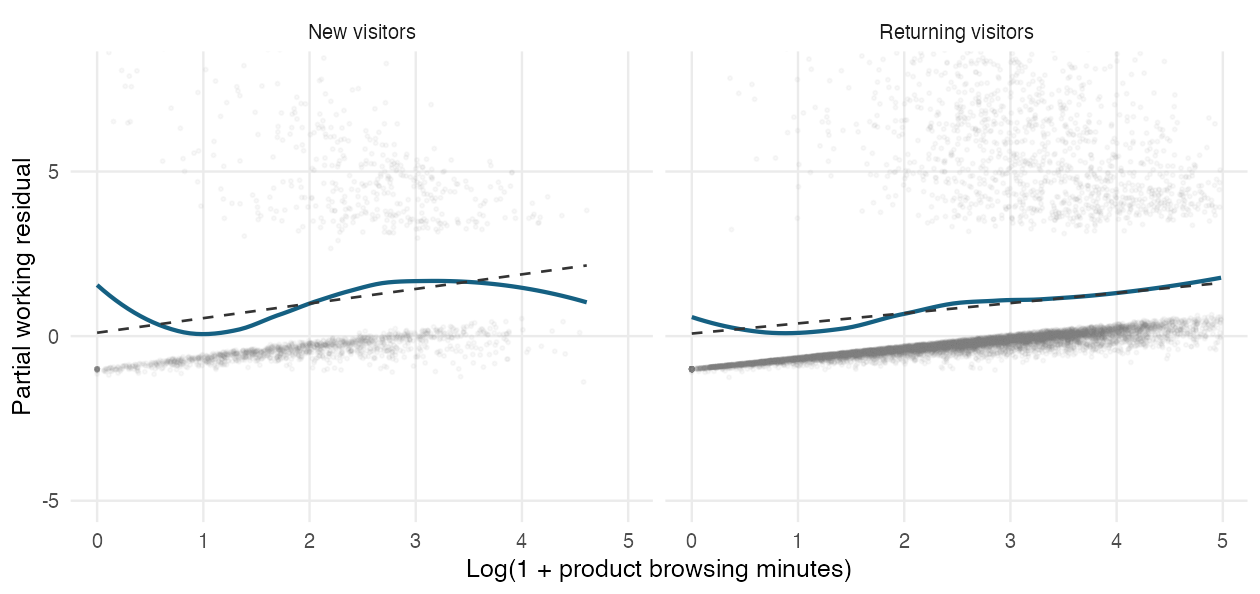 New visitors
Returning visitors
Partial working residual
5
0
-5
0 1 2 3 4 5
0 1 2 3 4 5
Log(1 + product browsing minutes)